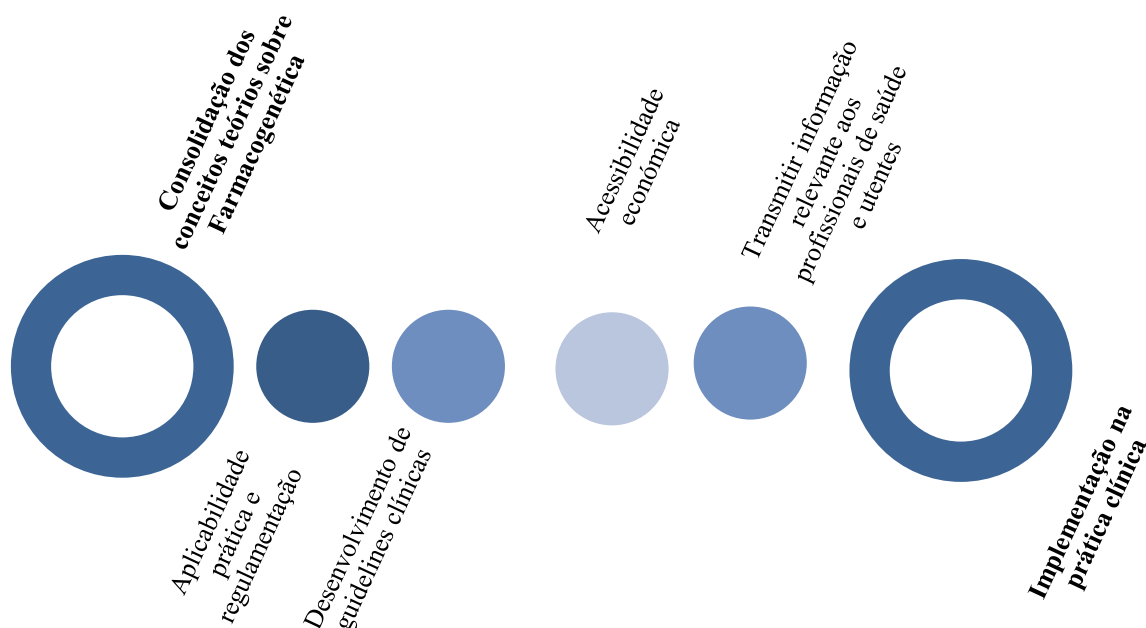 Consolidação dos
conceitos teórios sobre
Farmacogenética
Aplicabilidade
prática e
regulamentação
Desenvolvimento de
guidelines clínicas
Acessibilidade
económica
Transmitir informação
relevante aos
profissionais de saúde
e utentes
Implementação na
prática clínica